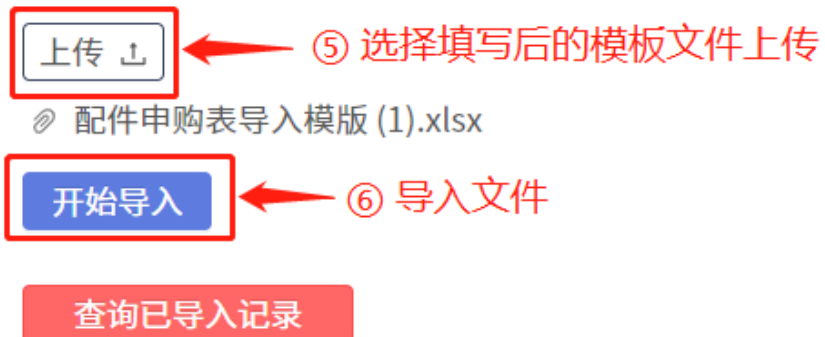 上传
⑤ 选择填写后的模板文件上传
配件申购表导入模版 (1).xlsx
开始导入
⑥ 导入文件
查询已导入记录